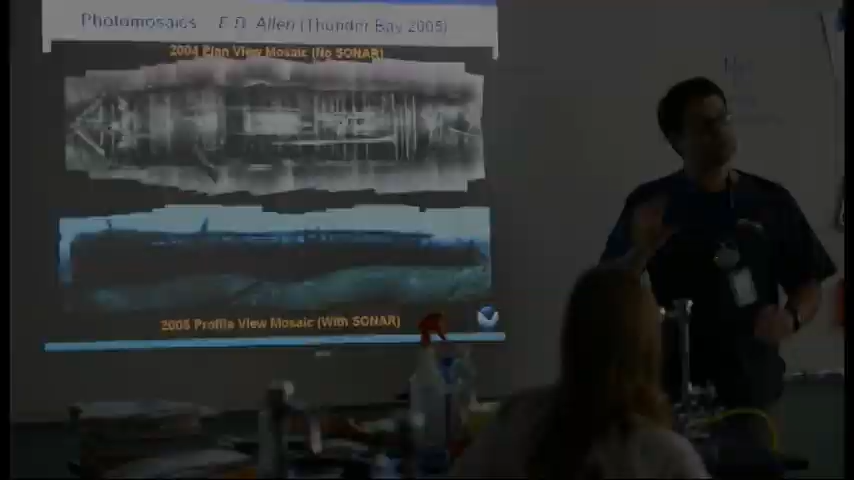 Photomosaics E.B. Allen (Thunder Bay 2005)
2004 Plan View Mosaic (No SONAR)
2005 Profile View Mosaic (With SONAR)